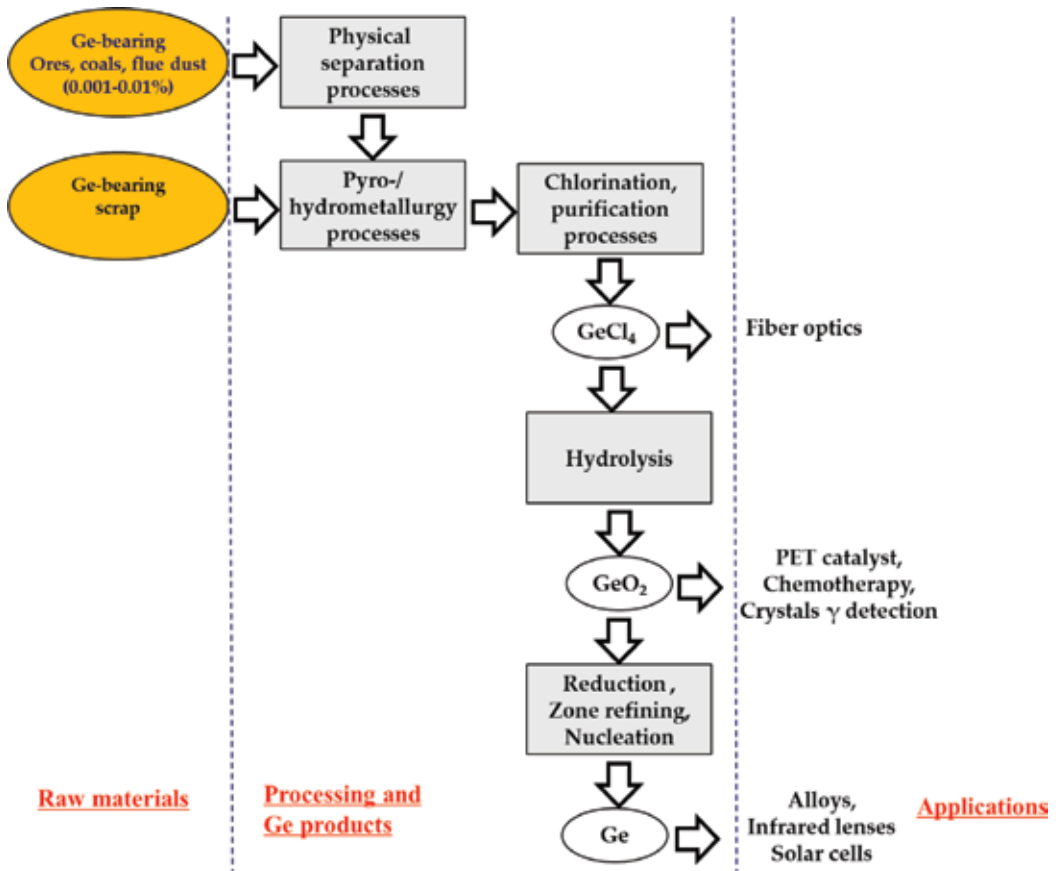 Ge-bearing
Ores, coals, flue dust
(0.001-0.01%)
Physical
separation
processes
Ge-bearing
scrap
Pyro-/
hydrometallurgy
processes
Chlorination,
purification
processes
GeCl₄
Fiber optics
Hydrolysis
GeO₂
PET catalyst,
Chemotherapy,
Crystals γ detection
Reduction ,
Zone refining,
Nucleation
Raw materials
Processing and
Ge products
Ge
Alloys,
Infrared lenses
Solar cells
Applications